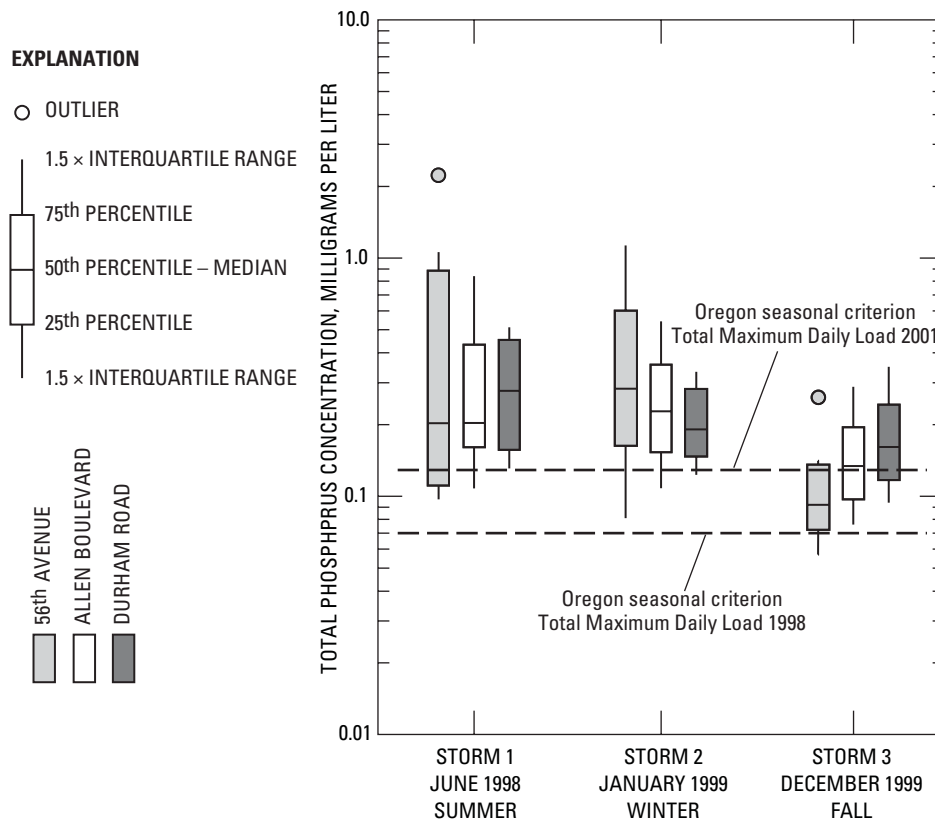 EXPLANATION
OUTLIER
1.5 × INTERQUARTILE RANGE
75th PERCENTILE
50th PERCENTILE – MEDIAN
25th PERCENTILE
1.5 × INTERQUARTILE RANGE
56th AVENUE
ALLEN BOULEVARD
DURHAM ROAD
TOTAL PHOSPHPRUS CONCENTRATION, MILLIGRAMS PER LITER
10.0
1.0
0.1
0.01
Oregon seasonal criterion
Total Maximum Daily Load 2001
Oregon seasonal criterion
Total Maximum Daily Load 1998
STORM 1
JUNE 1998
SUMMER
STORM 2
JANUARY 1999
WINTER
STORM 3
DECEMBER 1999
FALL